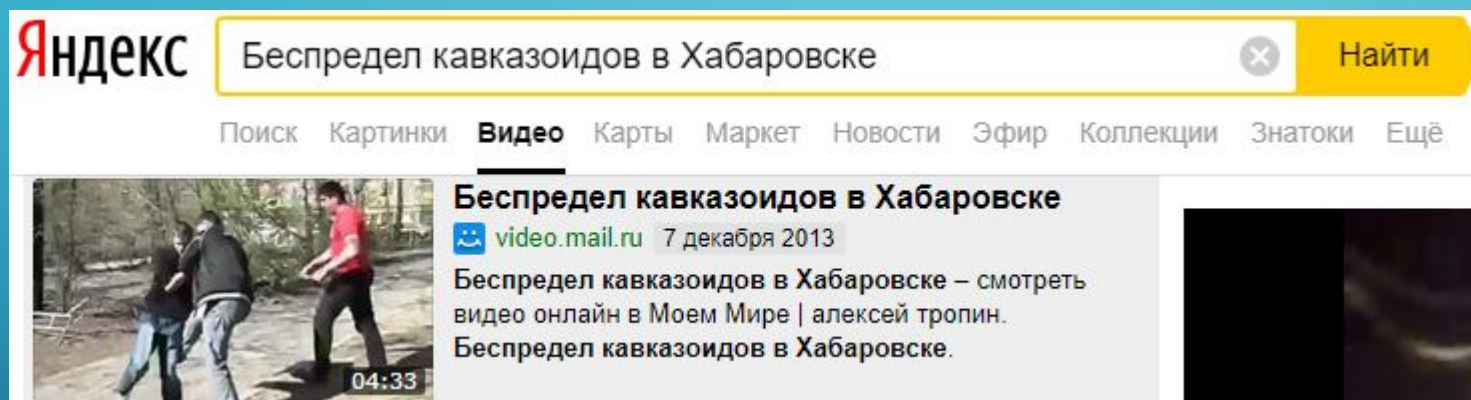 Яндекс
Беспредел кавказоидов в Хабаровске
Найти
Поиск Картинки Видео Карты Маркет Новости Эфир Коллекции Знатоки Ещё
Беспредел кавказоидов в Хабаровске
video.mail.ru 7 декабря 2013
Беспредел кавказоидов в Хабаровске – смотреть
видео онлайн в Моем Мире | алексей тропин.
Беспредел кавказоидов в Хабаровске.
04:33